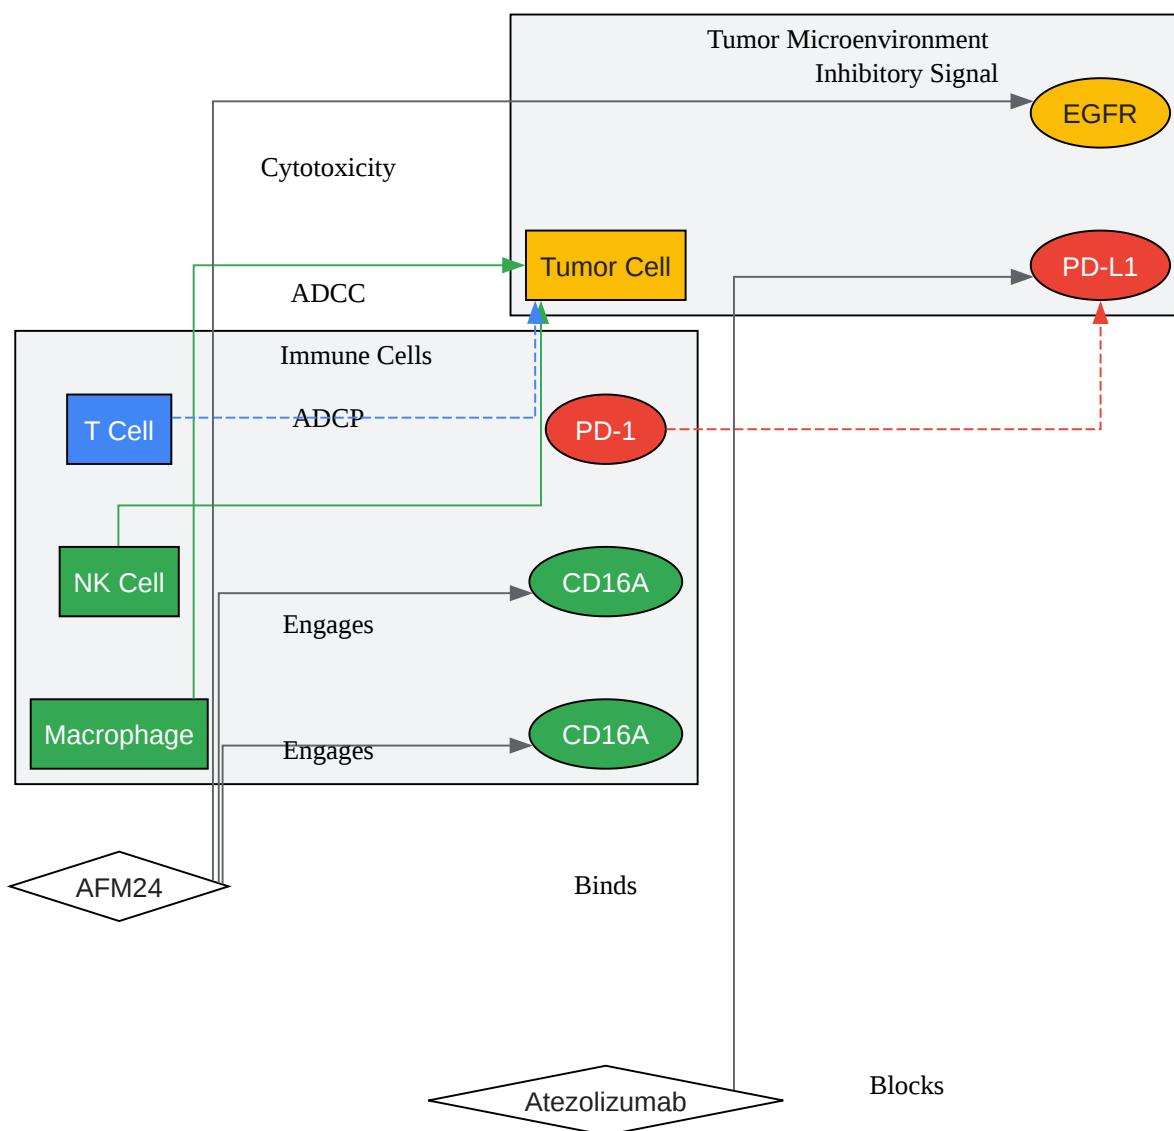 Tumor Microenvironment
Inhibitory Signal
EGFR
Cytotoxicity
Tumor Cell
PD-L1
ADCC
Immune Cells
T Cell
ADCP
PD-1
NK Cell
CD16A
Engages
Macrophage
CD16A
Engages
AFM24
Binds
Atezolizumab
Blocks